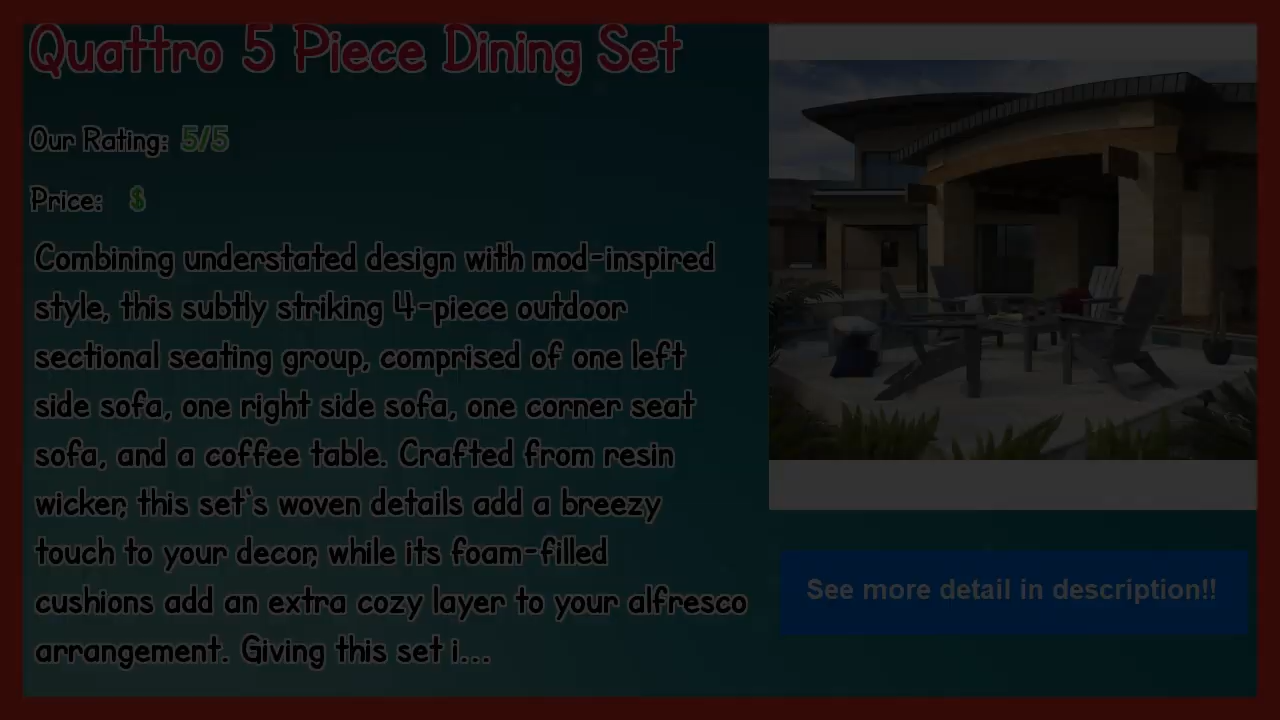 Quattro 5 Piece Dining Set
Our Rating: 5/5
Price: $
Combining understated design with mod-inspired
style, this subtly striking 4-piece outdoor
sectional seating group, comprised of one left
side sofa, one right side sofa, one corner seat
sofa, and a coffee table. Crafted from resin
wicker, this set's woven details add a breezy
touch to your decor, while its foam-filled
cushions add an extra cozy layer to your alfresco
arrangement. Giving this set i...
See more detail in description!!